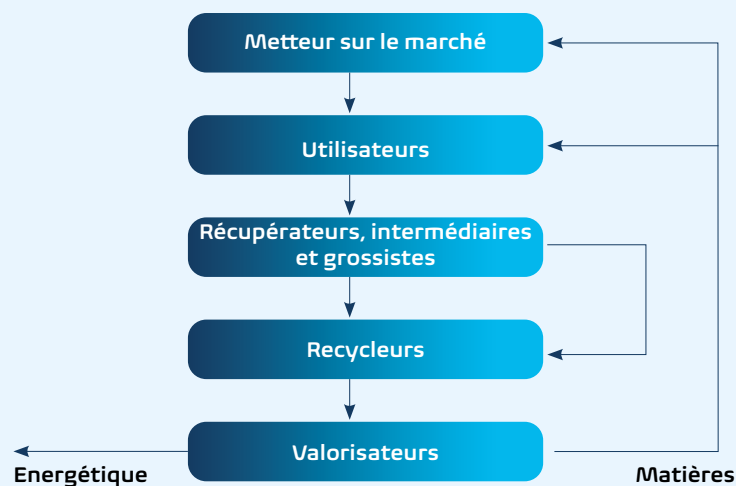 Metteur sur le marché
Utilisateurs
Récupérateurs, intermédiaires
et grossistes
Recycleurs
Valorisateurs
Energétique
Matières